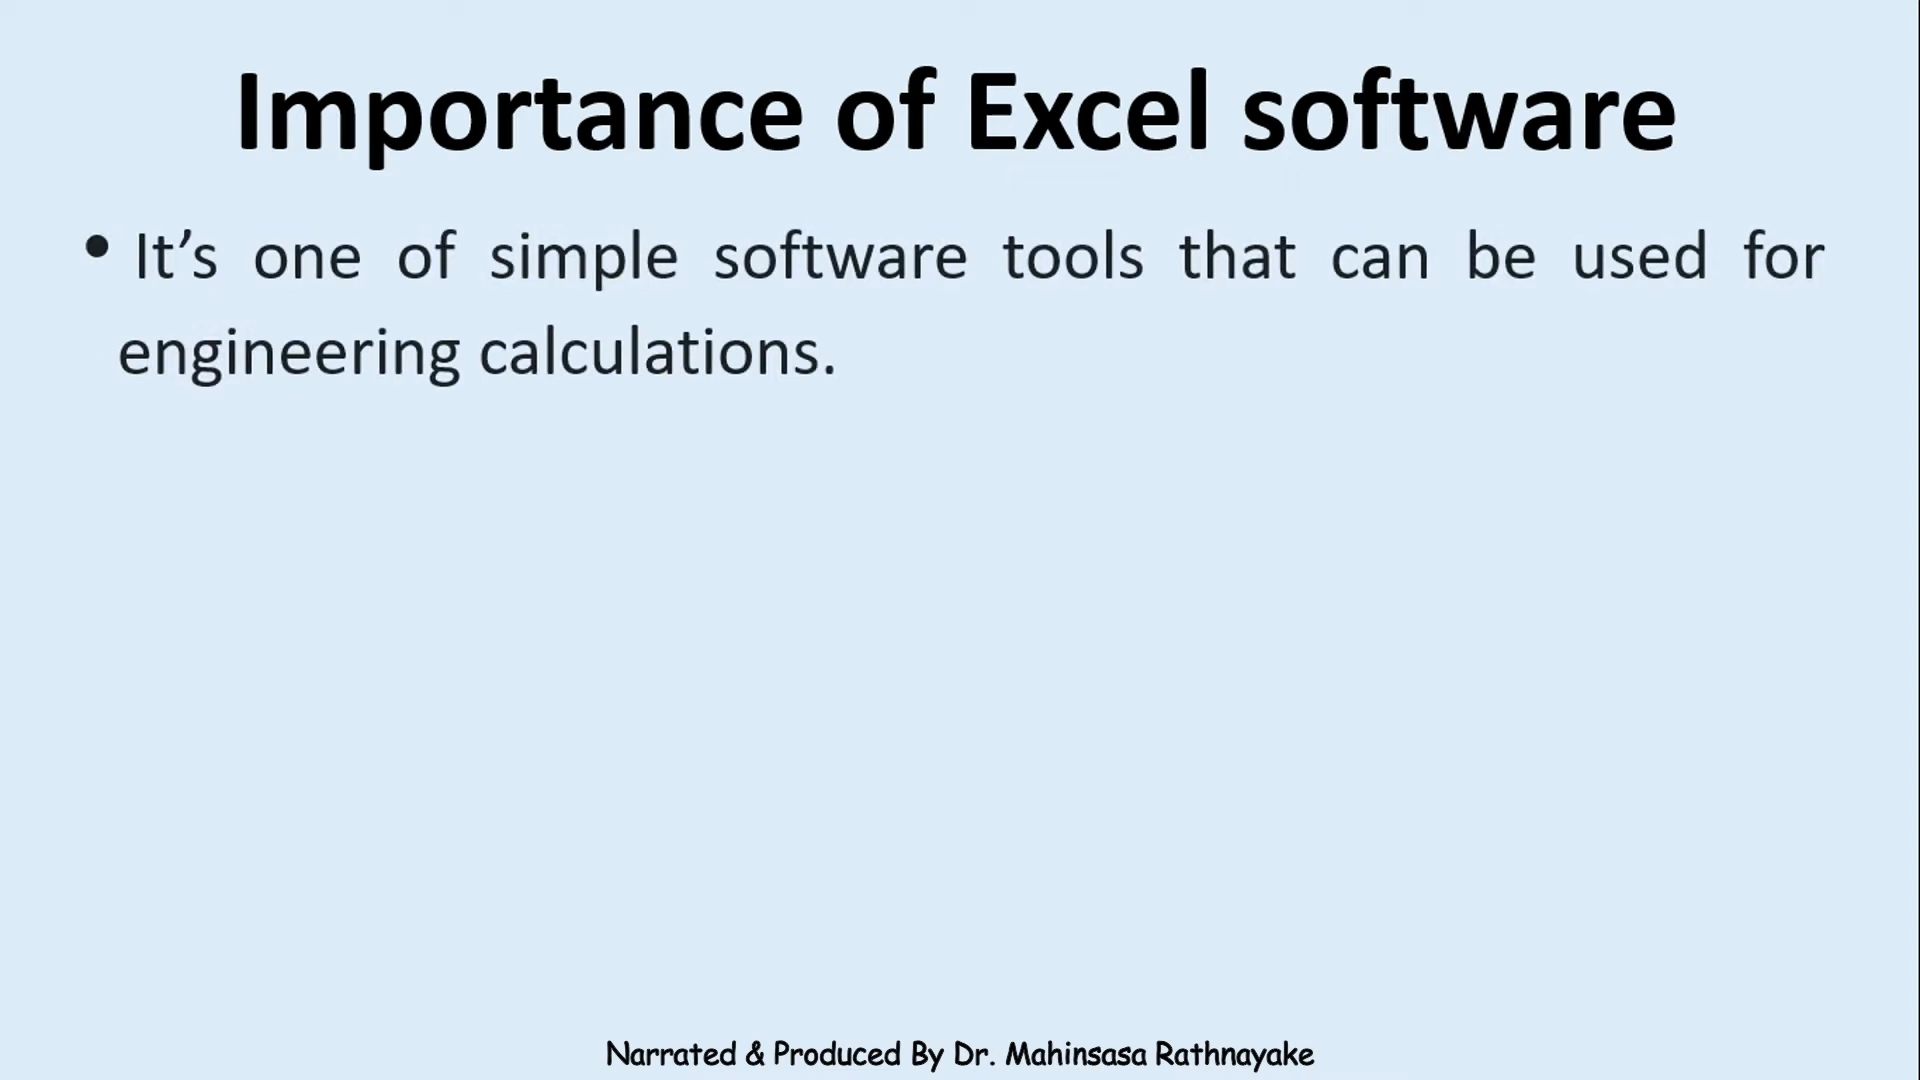 Importance of Excel software
• It’s one of simple software tools that can be used for
engineering calculations.
Narrated & Produced By Dr. Mahinsasa Rathnayake